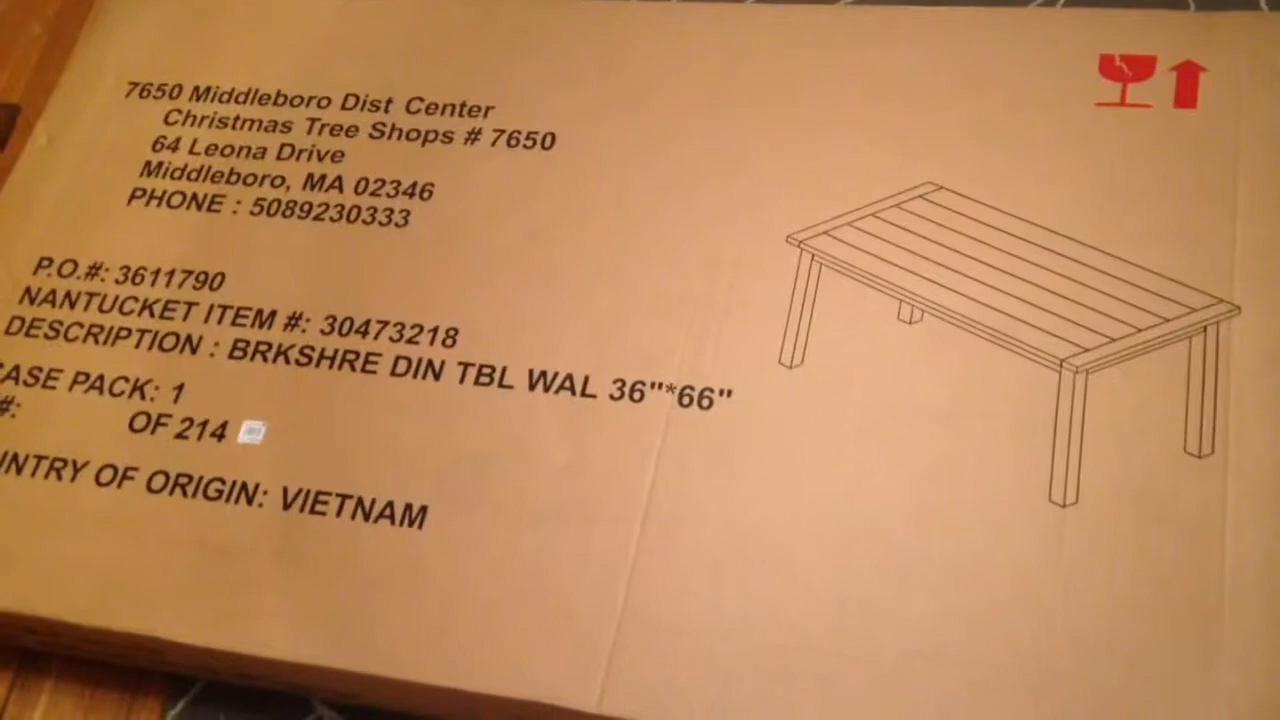 7650 Middleboro Dist Center
Christmas Tree Shops # 7650
64 Leona Drive
Middleboro, MA 02346
PHONE : 5089230333
P.O.#: 3611790
NANTUCKET ITEM #: 30473218
DESCRIPTION : BRKSHRE DIN TBL WAL 36"*66"
ASE PACK: 1
#: OF 214
NTRY OF ORIGIN: VIETNAM